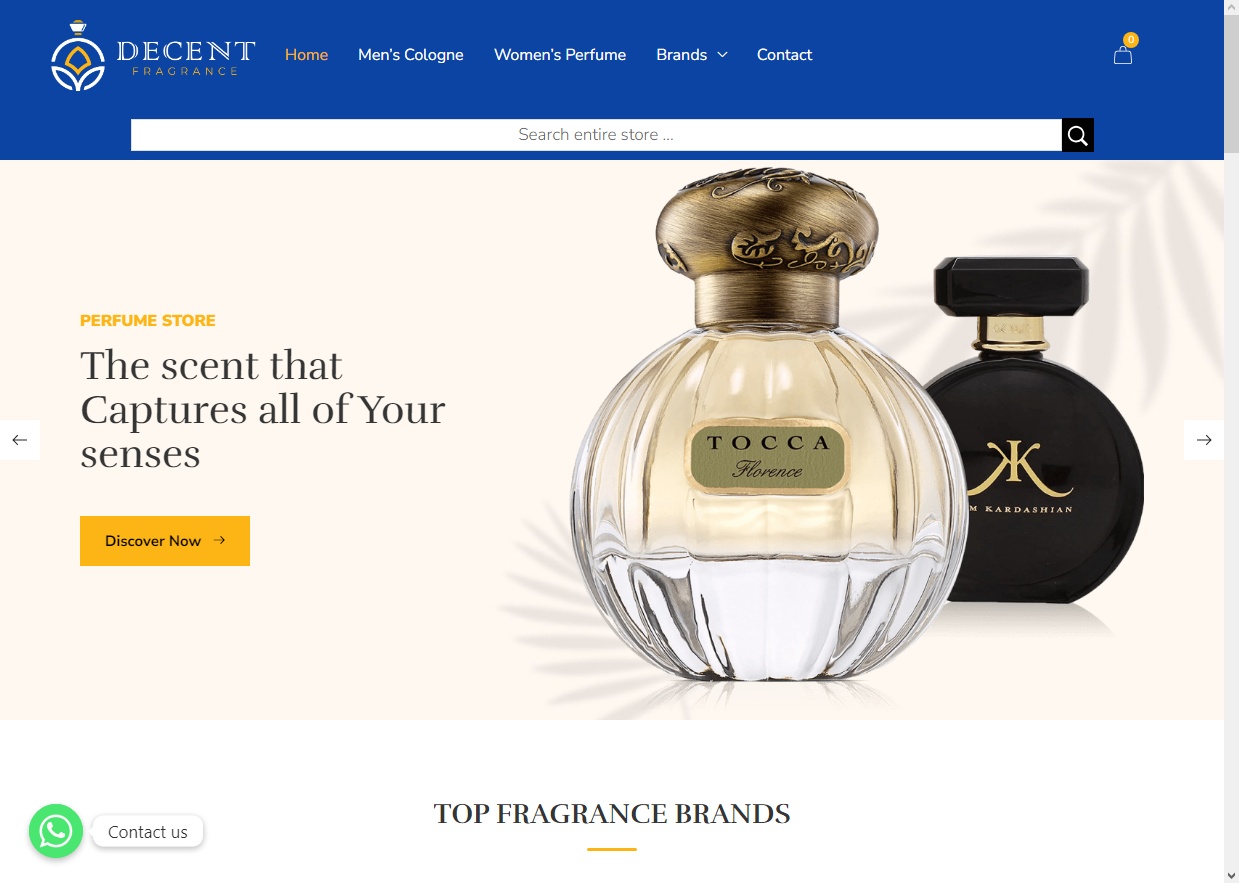 DECENT
FRAGRANCE
Home
Men's Cologne
Women's Perfume
Brands
Contact
0
Search entire store ...
PERFUME STORE
The scent that
Captures all of Your
senses
Discover Now
TOCCA
Florence
KK
M KARDASHIAN
TOP FRAGRANCE BRANDS
Contact us